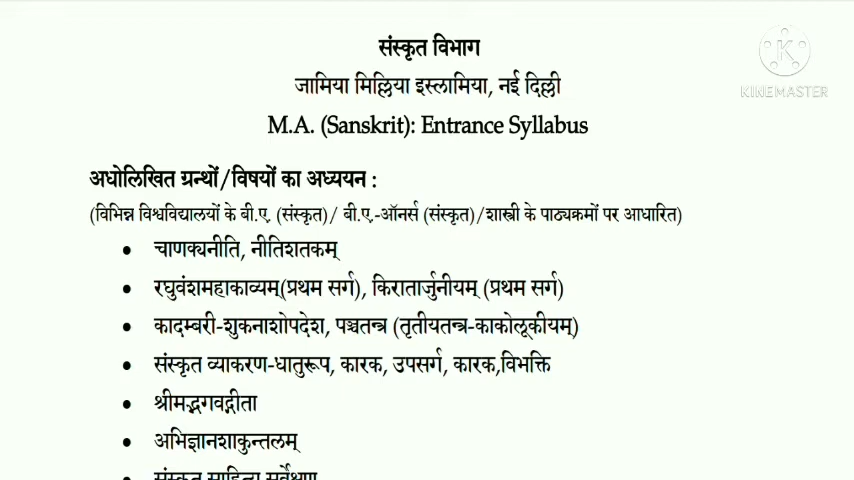 संस्कृत विभाग
जामिया मिल्लिया इस्लामिया, नई दिल्ली
M.A. (Sanskrit): Entrance Syllabus
अधोलिखित ग्रन्थों/विषयों का अध्ययन :
(विभिन्न विश्वविद्यालयों के बी.ए. (संस्कृत)/ बी.ए.-ऑनर्स (संस्कृत)/शास्त्री के पाठ्यक्रमों पर आधारित)
• चाणक्यनीति, नीतिशतकम्
• रघुवंशमहाकाव्यम्(प्रथम सर्ग), किरातार्जुनीयम् (प्रथम सर्ग)
• कादम्बरी-शुकनाशोपदेश, पञ्चतन्त्र (तृतीयतन्त्र-काकोलूकीयम्)
• संस्कृत व्याकरण-धातुरूप, कारक, उपसर्ग, कारक,विभक्ति
• श्रीमद्भगवद्गीता
• अभिज्ञानशाकुन्तलम्
• संस्कृत साहित्य सर्वेक्षण
K
KINEMASTER